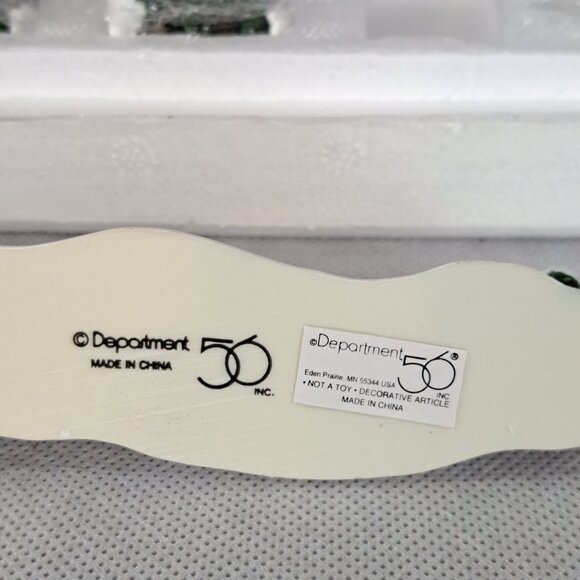 © Department 56
MADE IN CHINA
INC.
©Department 56®
Eden Prairie, MN 55344 USA
INC
• NOT A TOY • DECORATIVE ARTICLE
MADE IN CHINA